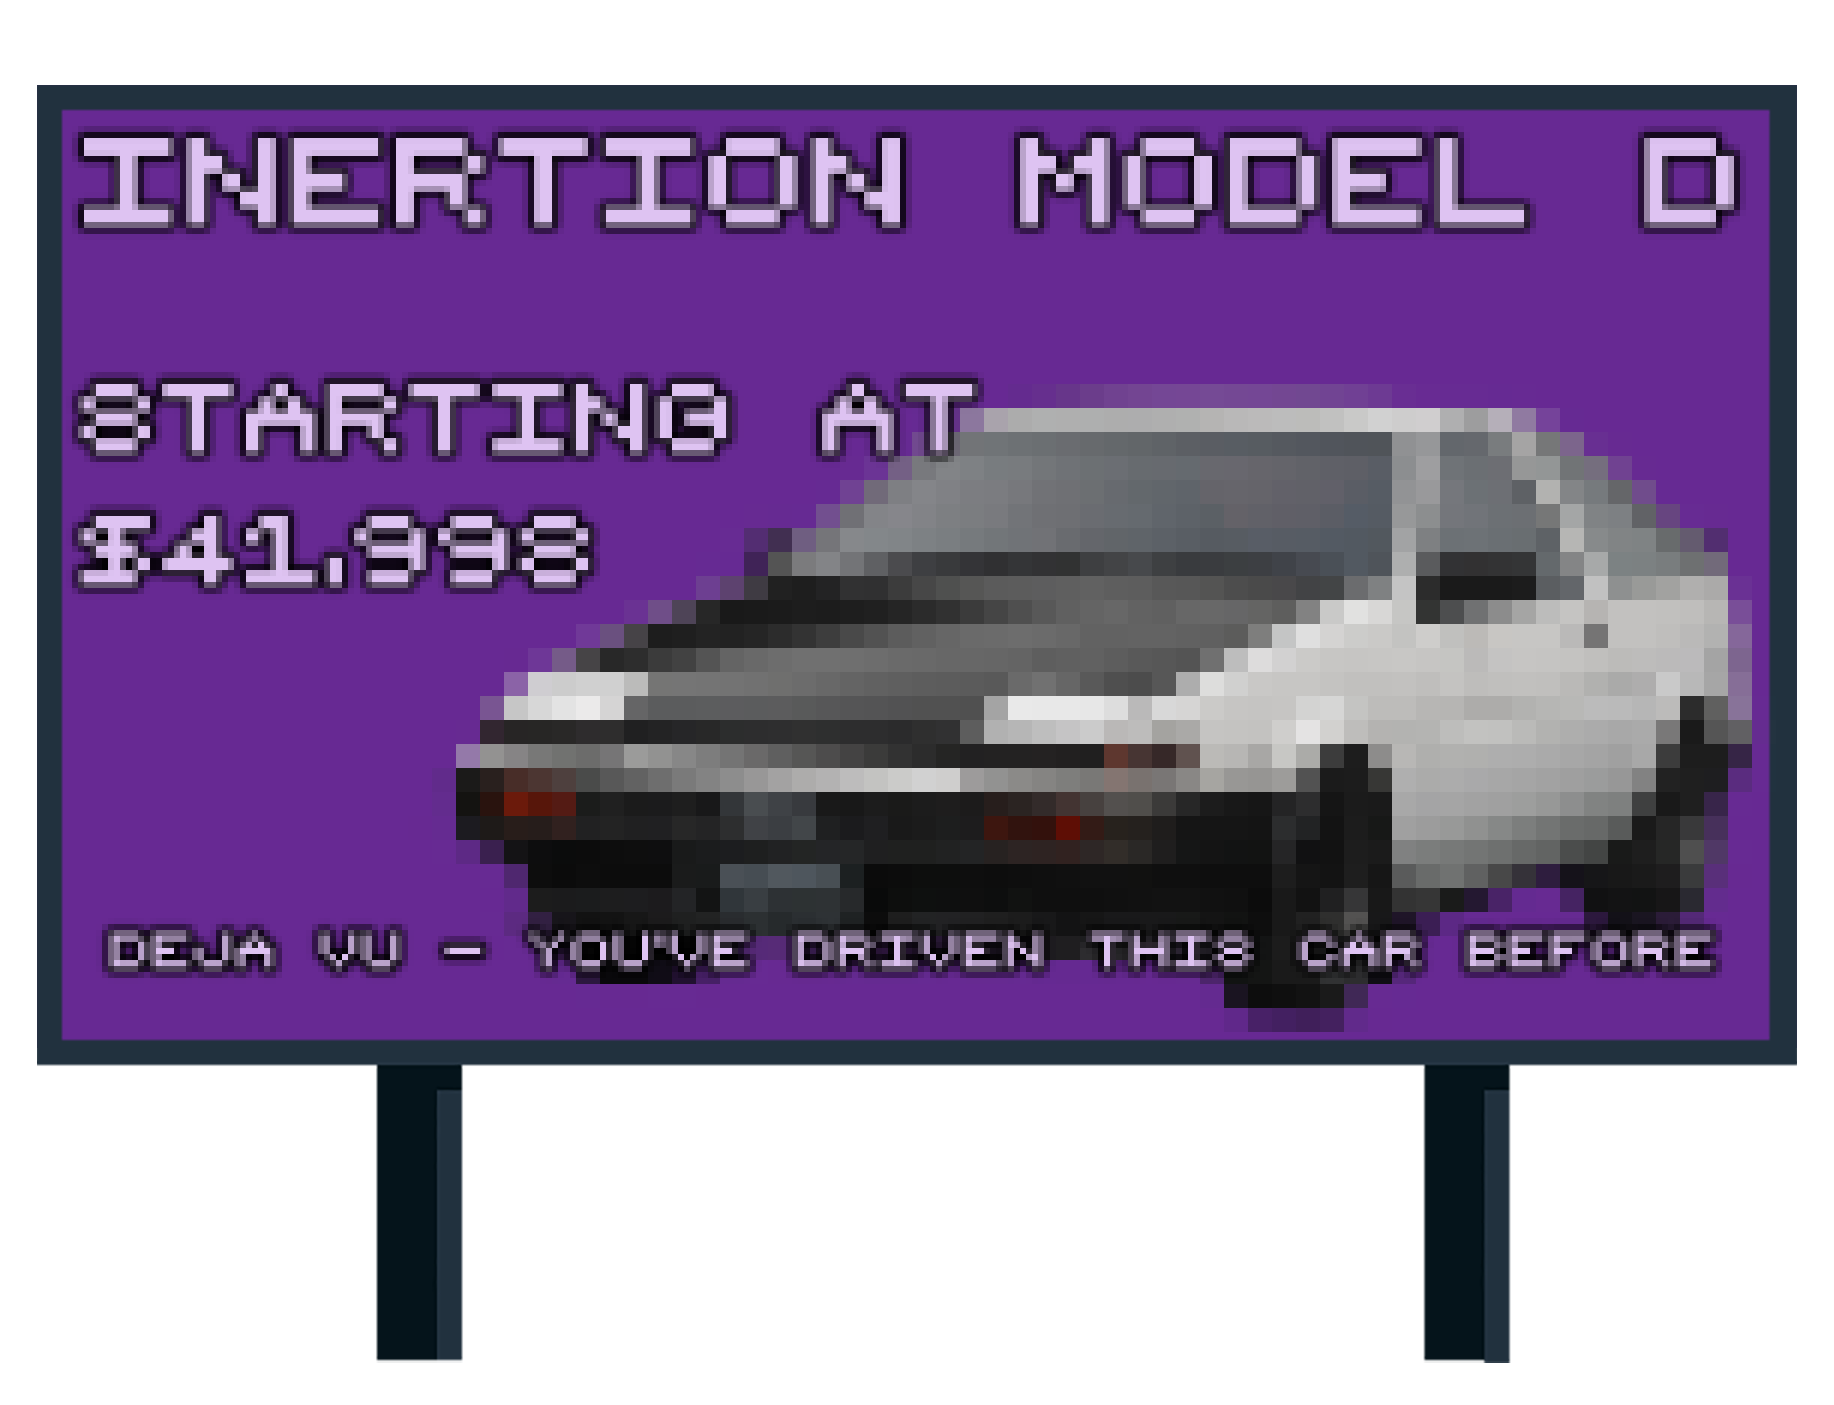 INERTION MODEL D
STARTING AT
$41.998
DEJA VU - YOU'VE DRIVEN THIS CAR BEFORE